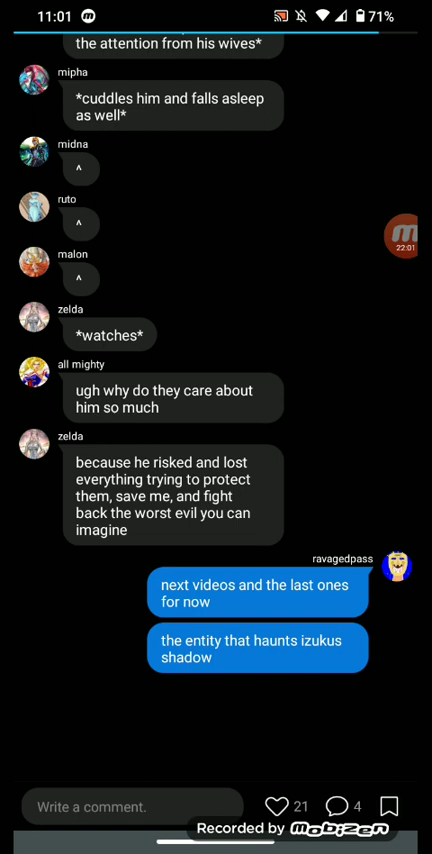 11:01
71%
the attention from his wives*
mipha
*cuddles him and falls asleep
as well*
midna
^
ruto
^
malon
^
22:01
zelda
*watches*
all mighty
ugh why do they care about
him so much
zelda
because he risked and lost
everything trying to protect
them, save me, and fight
back the worst evil you can
imagine
ravagedpass
next videos and the last ones
for now
the entity that haunts izukus
shadow
Write a comment.
21
4
Recorded by mobizen